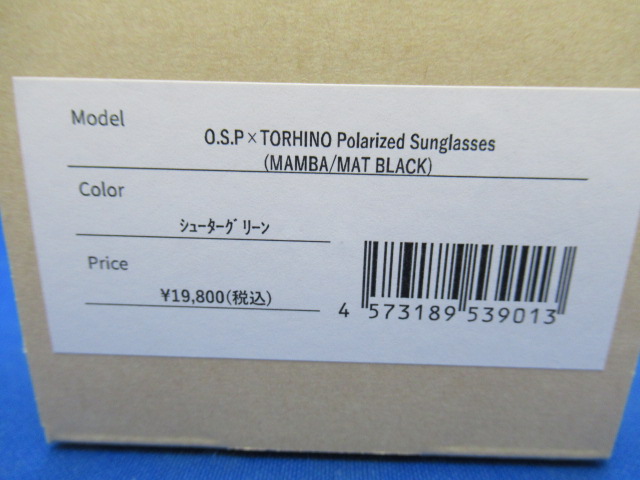 Model
O.S.P×TORHINO Polarized Sunglasses
(MAMBA/MAT BLACK)
Color
ｼｭｰﾀｰｸﾞﾘｰﾝ
Price
¥19,800(税込)
4 573189 539013